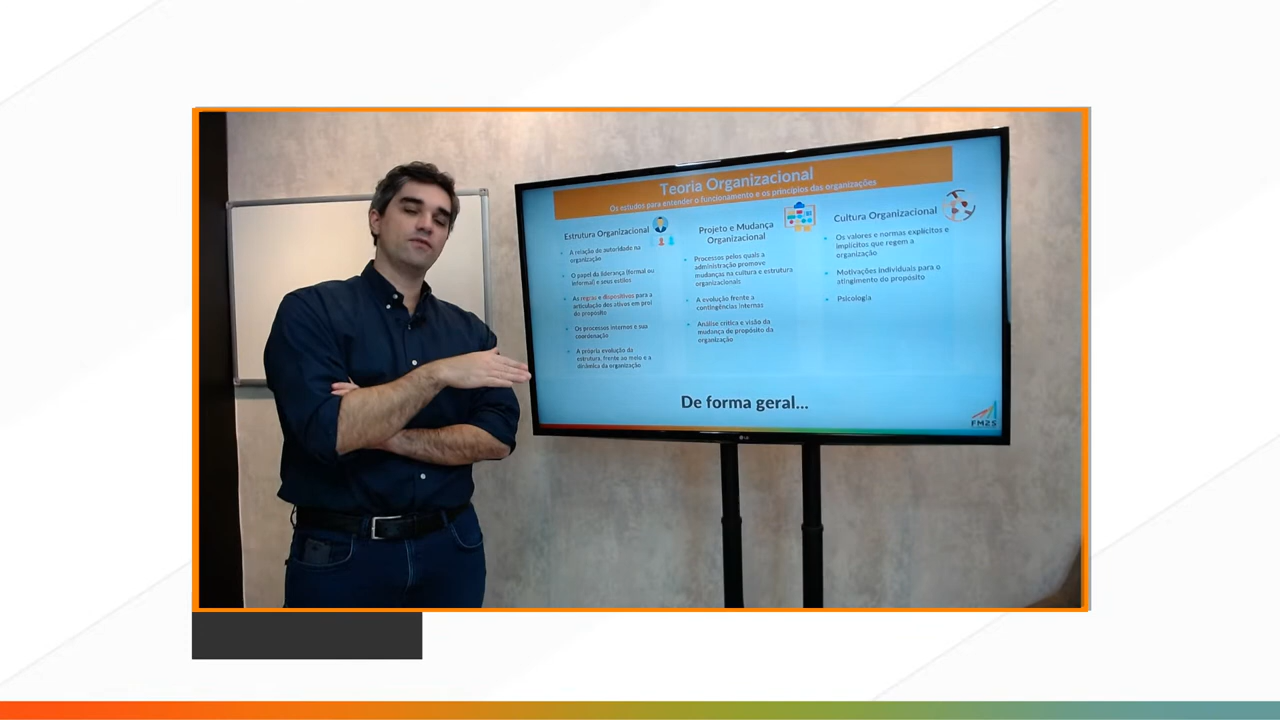 Teoria Organizacional
Os estudos para entender o funcionamento e os princípios das organizações
Estrutura Organizacional
A relação de autoridade na
organização
O papel da liderança (formal ou
informal) e seus estilos
As regras e dispositivos para a
articulação dos ativos em prol
do propósito
Os processos internos e sua
coordenação
A própria evolução da
estrutura, frente ao meio e a
dinâmica da organização
Projeto e Mudança
Organizacional
Processos pelos quais a
administração promove
mudanças na cultura e estrutura
organizacionais
A evolução frente a
contingências internas
Análise crítica e visão da
mudança de propósito da
organização
Cultura Organizacional
Os valores e normas explícitos e
implícitos que regem a
organização
Motivações individuais para o
atingimento do propósito
Psicologia
De forma geral...
FM2S
LG